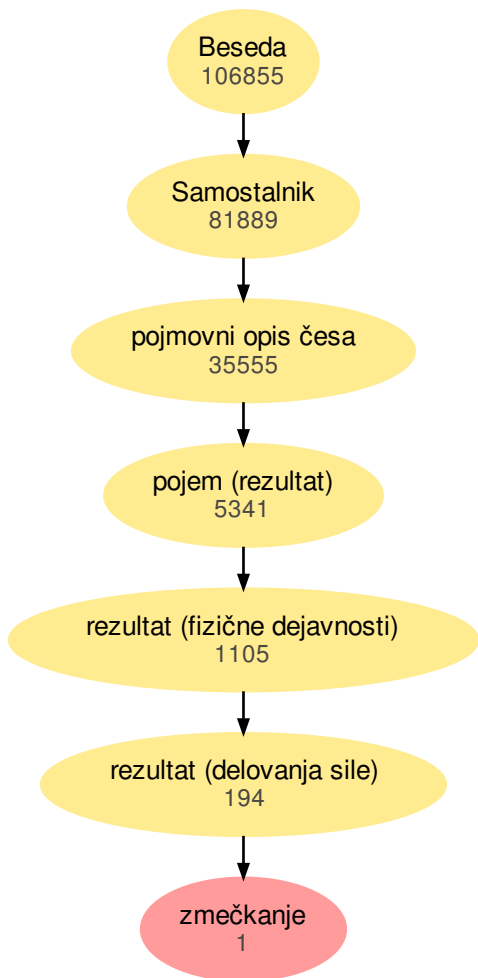 Beseda
106855
Samostalnik
81889
pojmovni opis česa
35555
pojem (rezultat)
5341
rezultat (fizične dejavnosti)
1105
rezultat (delovanja sile)
194
zmečkanje
1